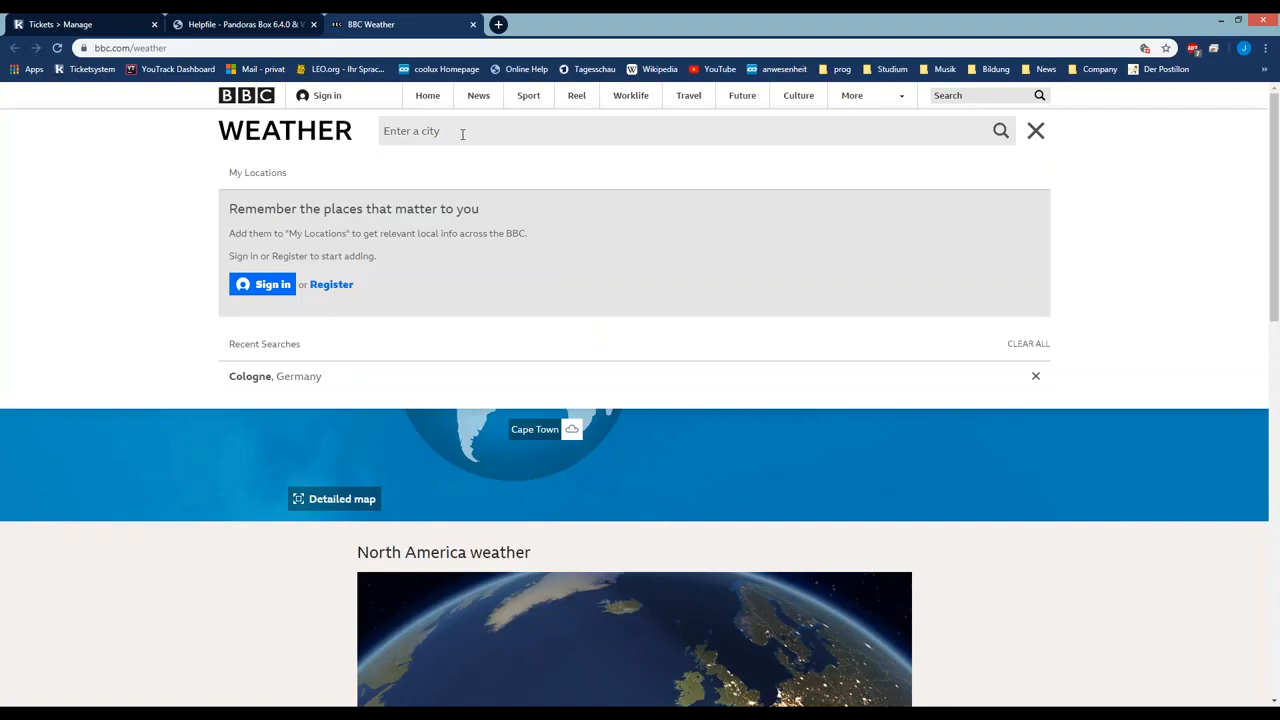 Tickets > Manage
Helpfile - Pandoras Box 6.4.0 & V
BBC Weather
bbc.com/weather
Apps
Ticketsystem
YouTrack Dashboard
Mail - privat
LEO.org - Ihr Sprac...
coolux Homepage
Online Help
Tagesschau
Wikipedia
YouTube
anwesenheit
prog
Studium
Musik
Bildung
News
Company
Der Postillon
BBC
Sign in
Home
News
Sport
Reel
Worklife
Travel
Future
Culture
More
Search
WEATHER
Enter a city
My Locations
Remember the places that matter to you
Add them to "My Locations" to get relevant local info across the BBC.
Sign in or Register to start adding.
Sign in or Register
Recent Searches
CLEAR ALL
Cologne, Germany
Cape Town
Detailed map
North America weather